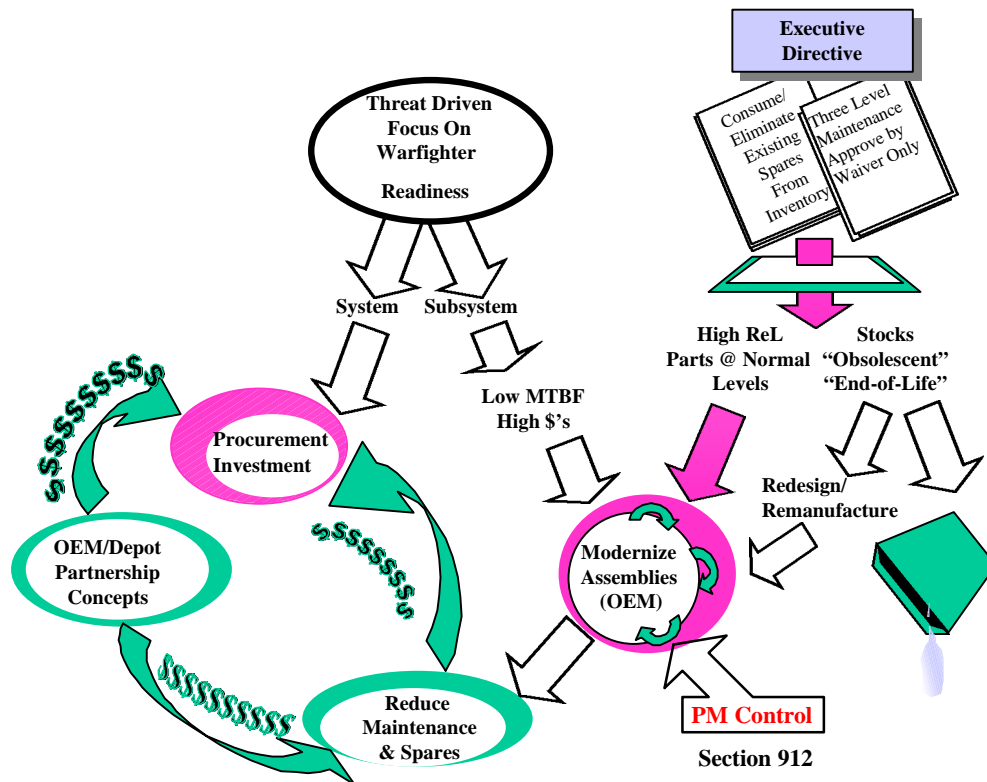 Executive
Directive
Consume/
Eliminate
Existing
Spares
From
Inventory
Three Level
Maintenance
Approve by
Waiver Only
Threat Driven
Focus On
Warfighter
Readiness
System
Subsystem
High ReL
Parts @ Normal
Levels
Stocks
“Obsolescent”
“End-of-Life”
Low MTBF
High $’s
$$$$$$$$$
Procurement
Investment
$$$$$$$$$
Redesign/
Remanufacture
OEM/Depot
Partnership
Concepts
Modernize
Assemblies
(OEM)
$$$$$$$$$$
Reduce
Maintenance
& Spares
PM Control
Section 912